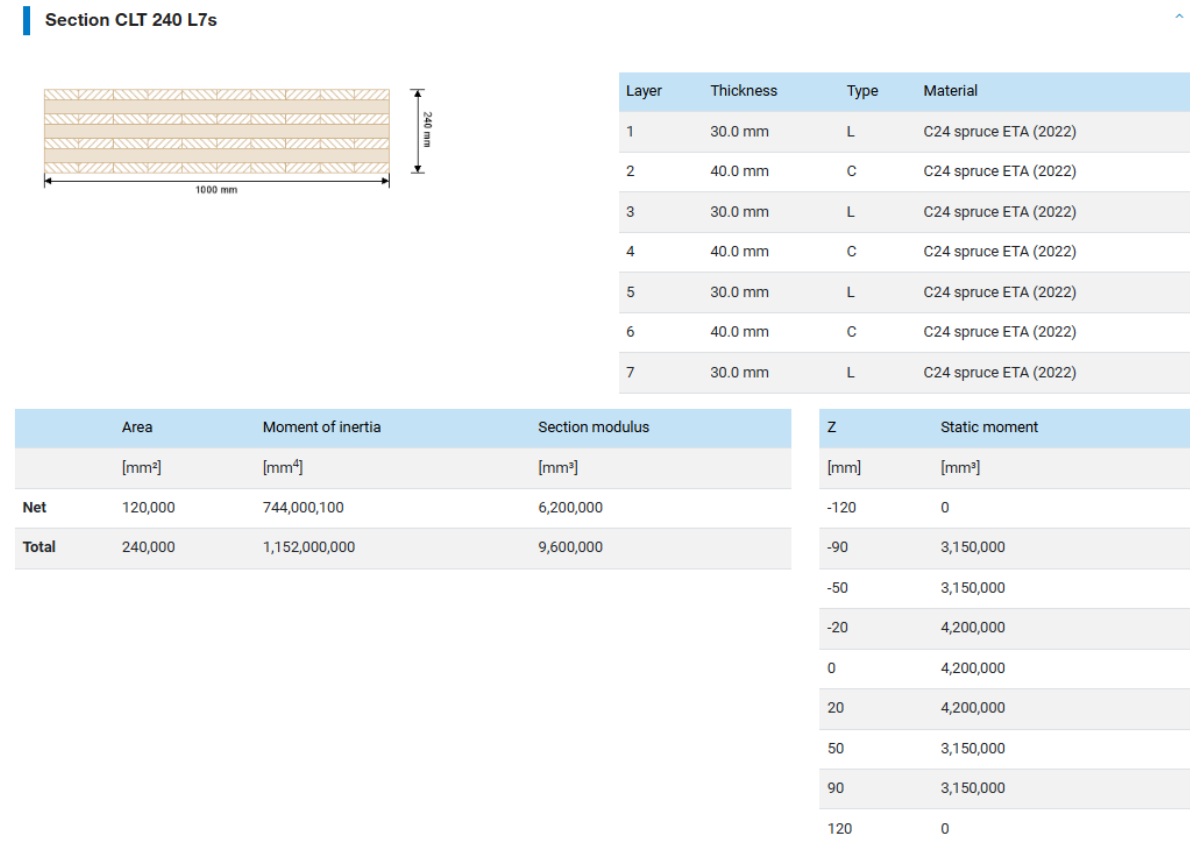 Section CLT 240 L7s
240 mm
1000 mm
Layer Thickness Type Material
1 30.0 mm L C24 spruce ETA (2022)
2 40.0 mm C C24 spruce ETA (2022)
3 30.0 mm L C24 spruce ETA (2022)
4 40.0 mm C C24 spruce ETA (2022)
5 30.0 mm L C24 spruce ETA (2022)
6 40.0 mm C C24 spruce ETA (2022)
7 30.0 mm L C24 spruce ETA (2022)
Area Moment of inertia Section modulus
[mm²] [mm⁴] [mm³]
Net 120,000 744,000,100 6,200,000
Total 240,000 1,152,000,000 9,600,000
Z Static moment
[mm] [mm³]
-120 0
-90 3,150,000
-50 3,150,000
-20 4,200,000
0 4,200,000
20 4,200,000
50 3,150,000
90 3,150,000
120 0